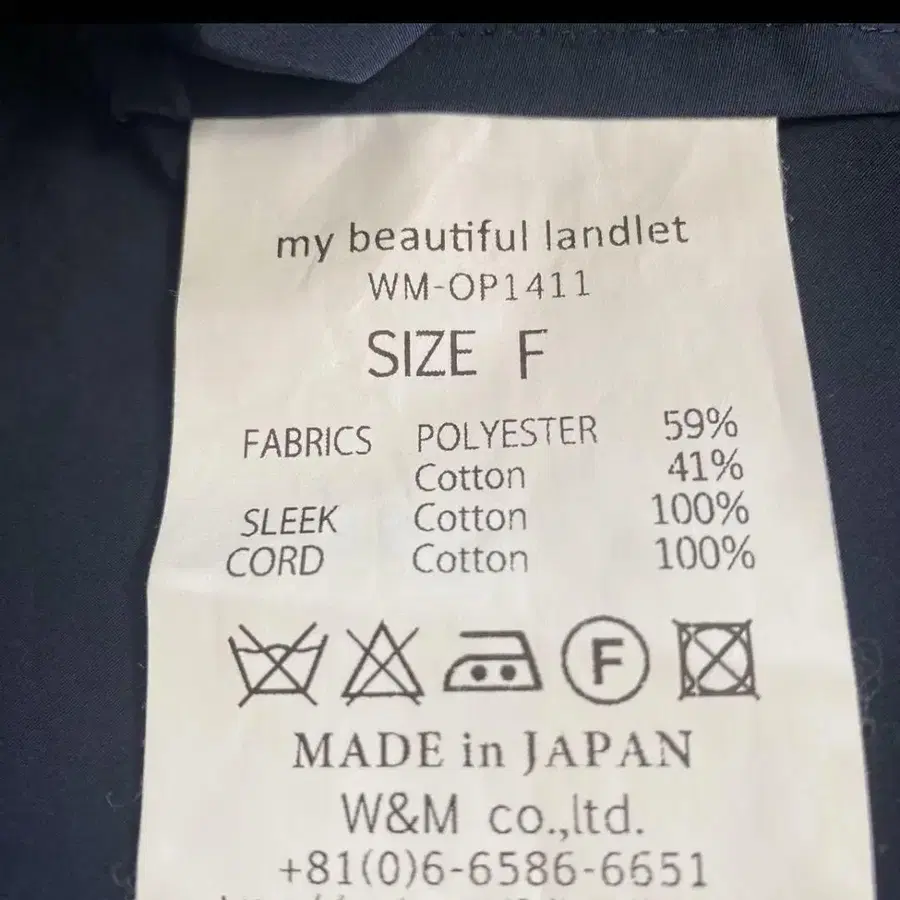 my beautiful landlet
WM-OP1411
SIZE F
FABRICS POLYESTER 59%
Cotton 41%
SLEEK Cotton 100%
CORD Cotton 100%
F
MADE in JAPAN
W&M co.,ltd.
+81(0)6-6586-6651